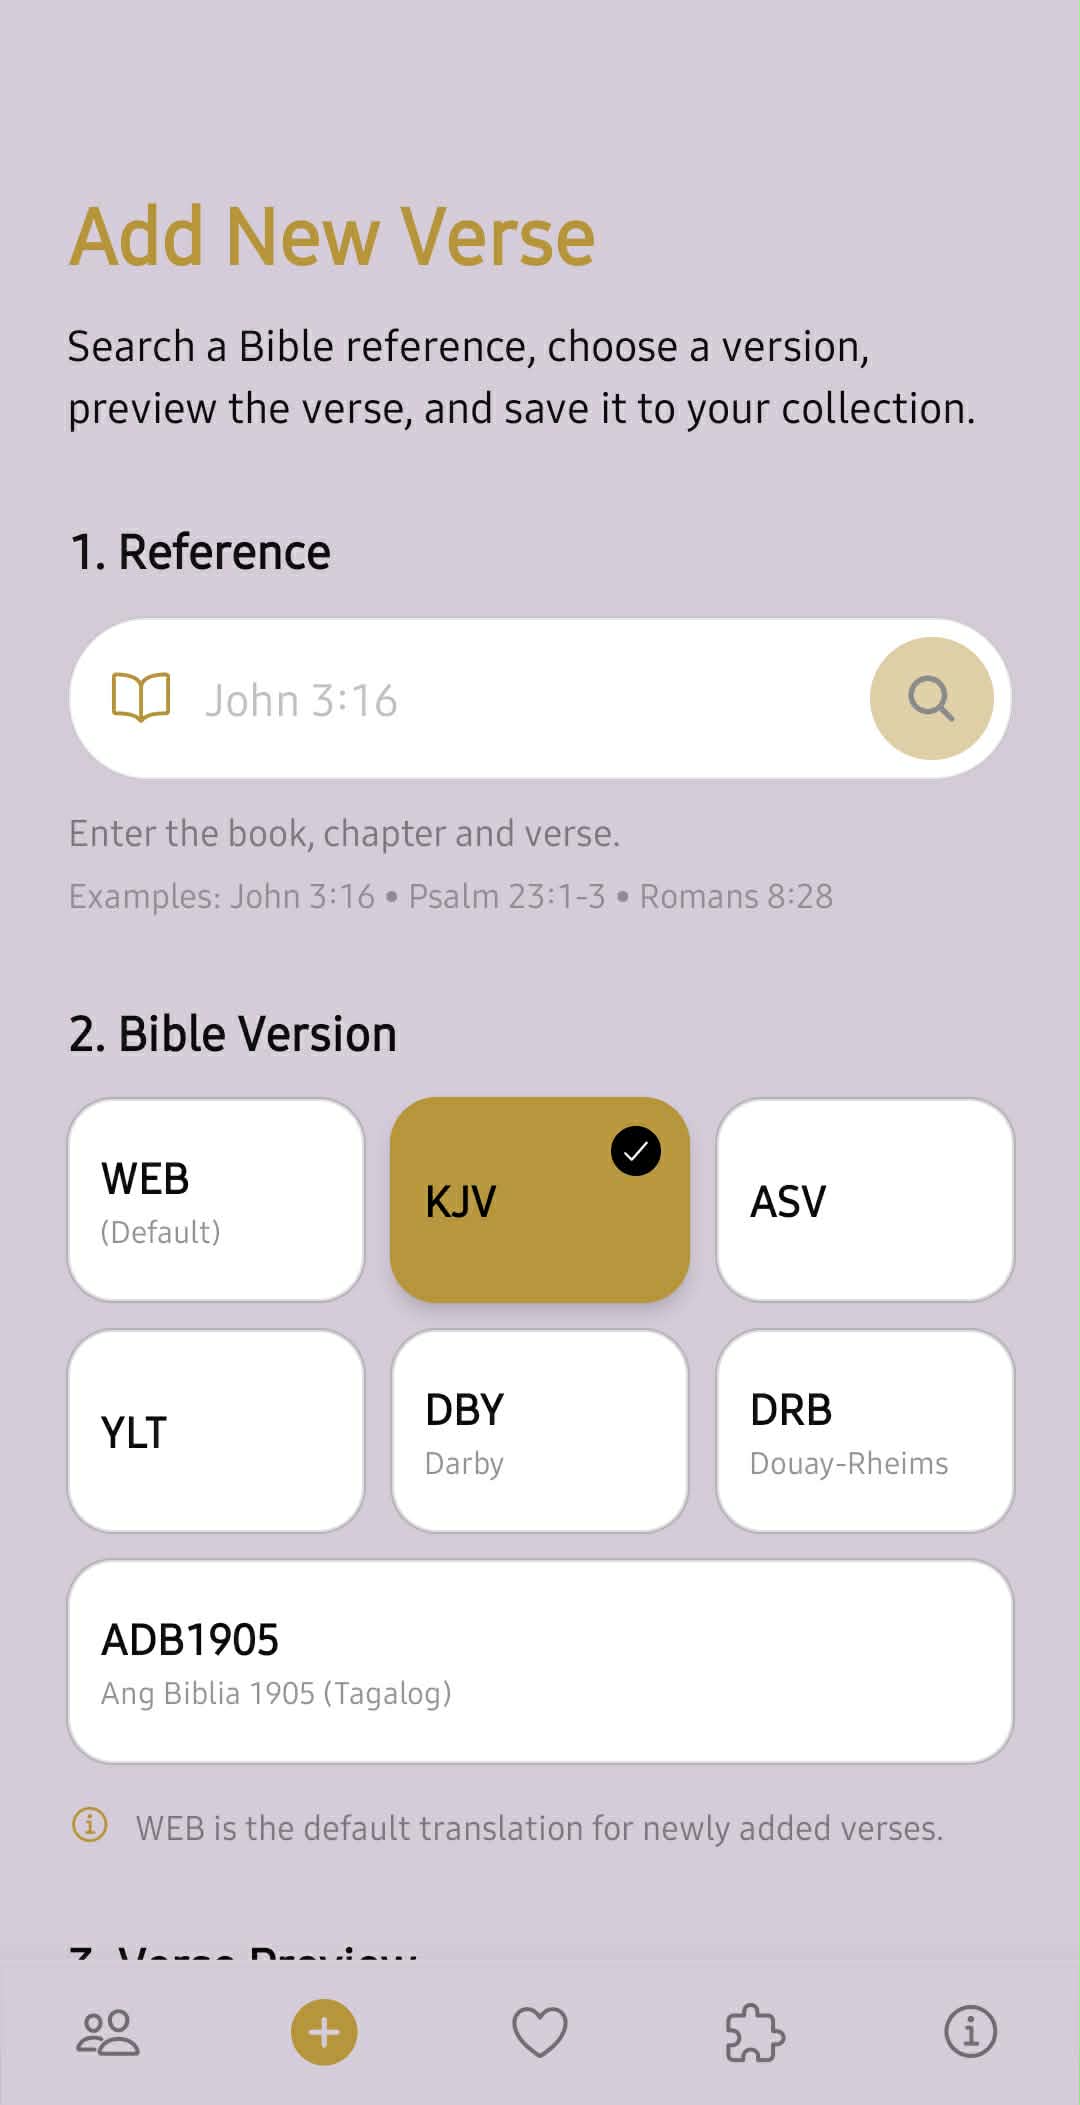 Add New Verse
Search a Bible reference, choose a version,
preview the verse, and save it to your collection.
1. Reference
John 3:16
Enter the book, chapter and verse.
Examples: John 3:16 • Psalm 23:1-3 • Romans 8:28
2. Bible Version
WEB
(Default)
KJV
ASV
YLT
DBY
Darby
DRB
Douay-Rheims
ADB1905
Ang Biblia 1905 (Tagalog)
WEB is the default translation for newly added verses.
3. Verse Preview